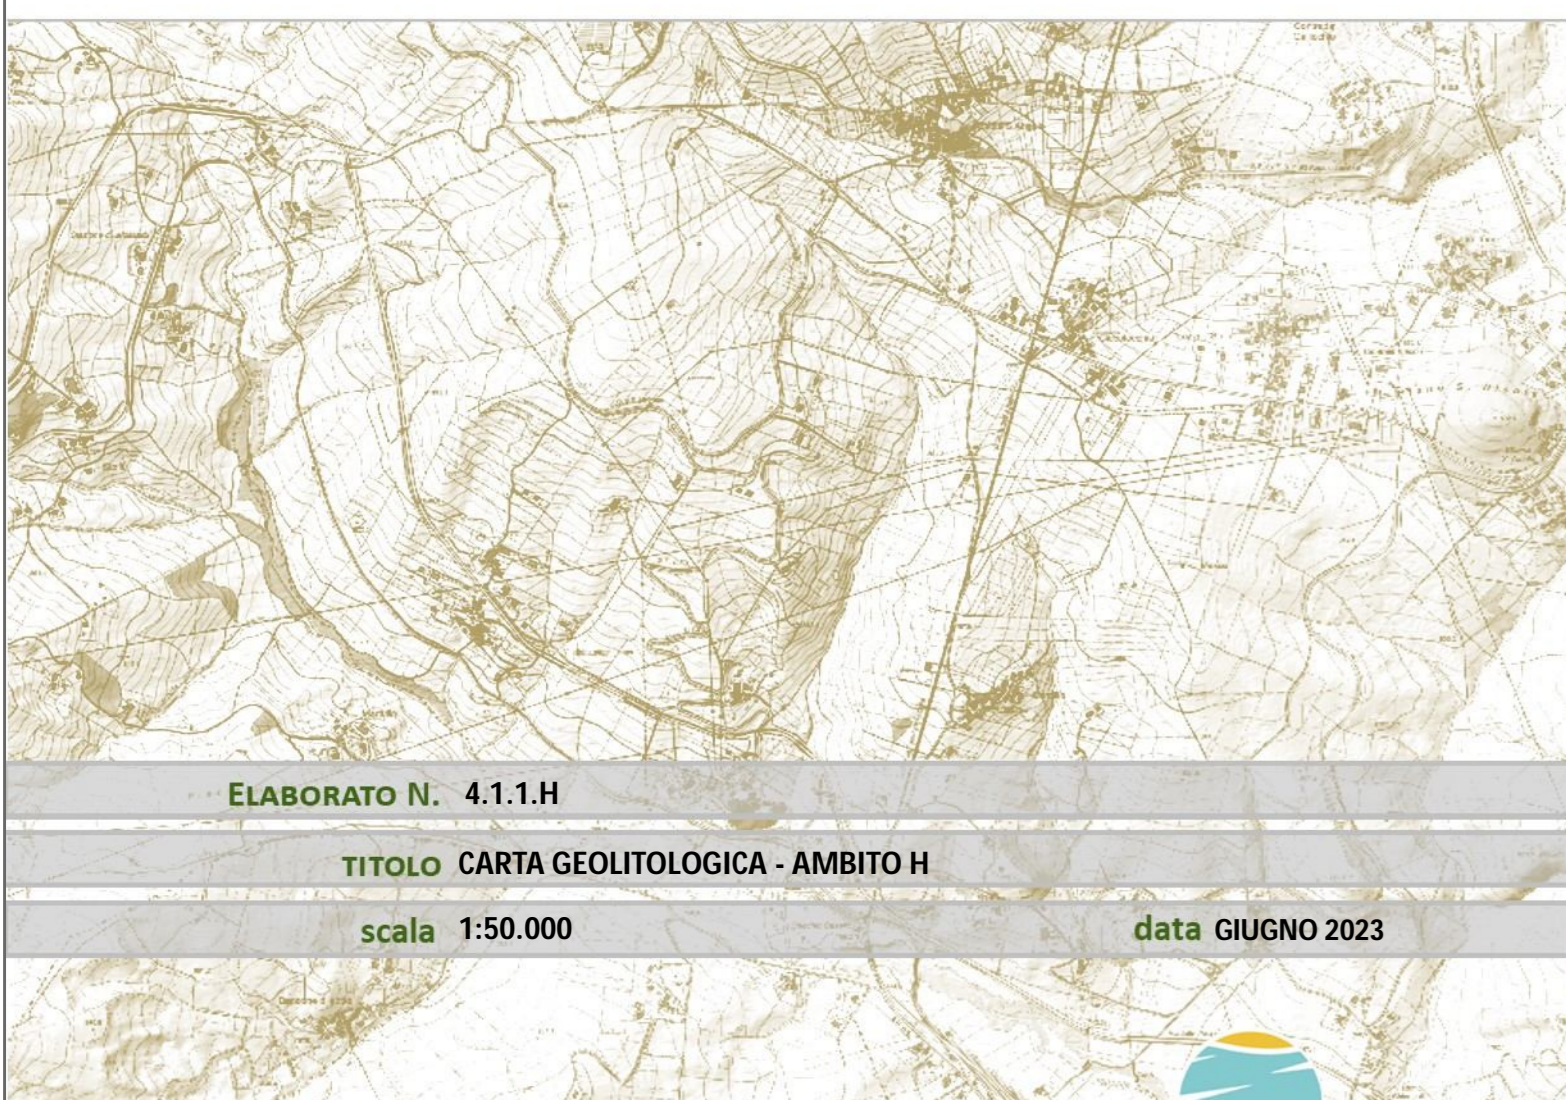 ELABORATO N. 4.1.1.H
TITOLO CARTA GEOLITOLOGICA - AMBITO H
scala 1:50.000 data GIUGNO 2023